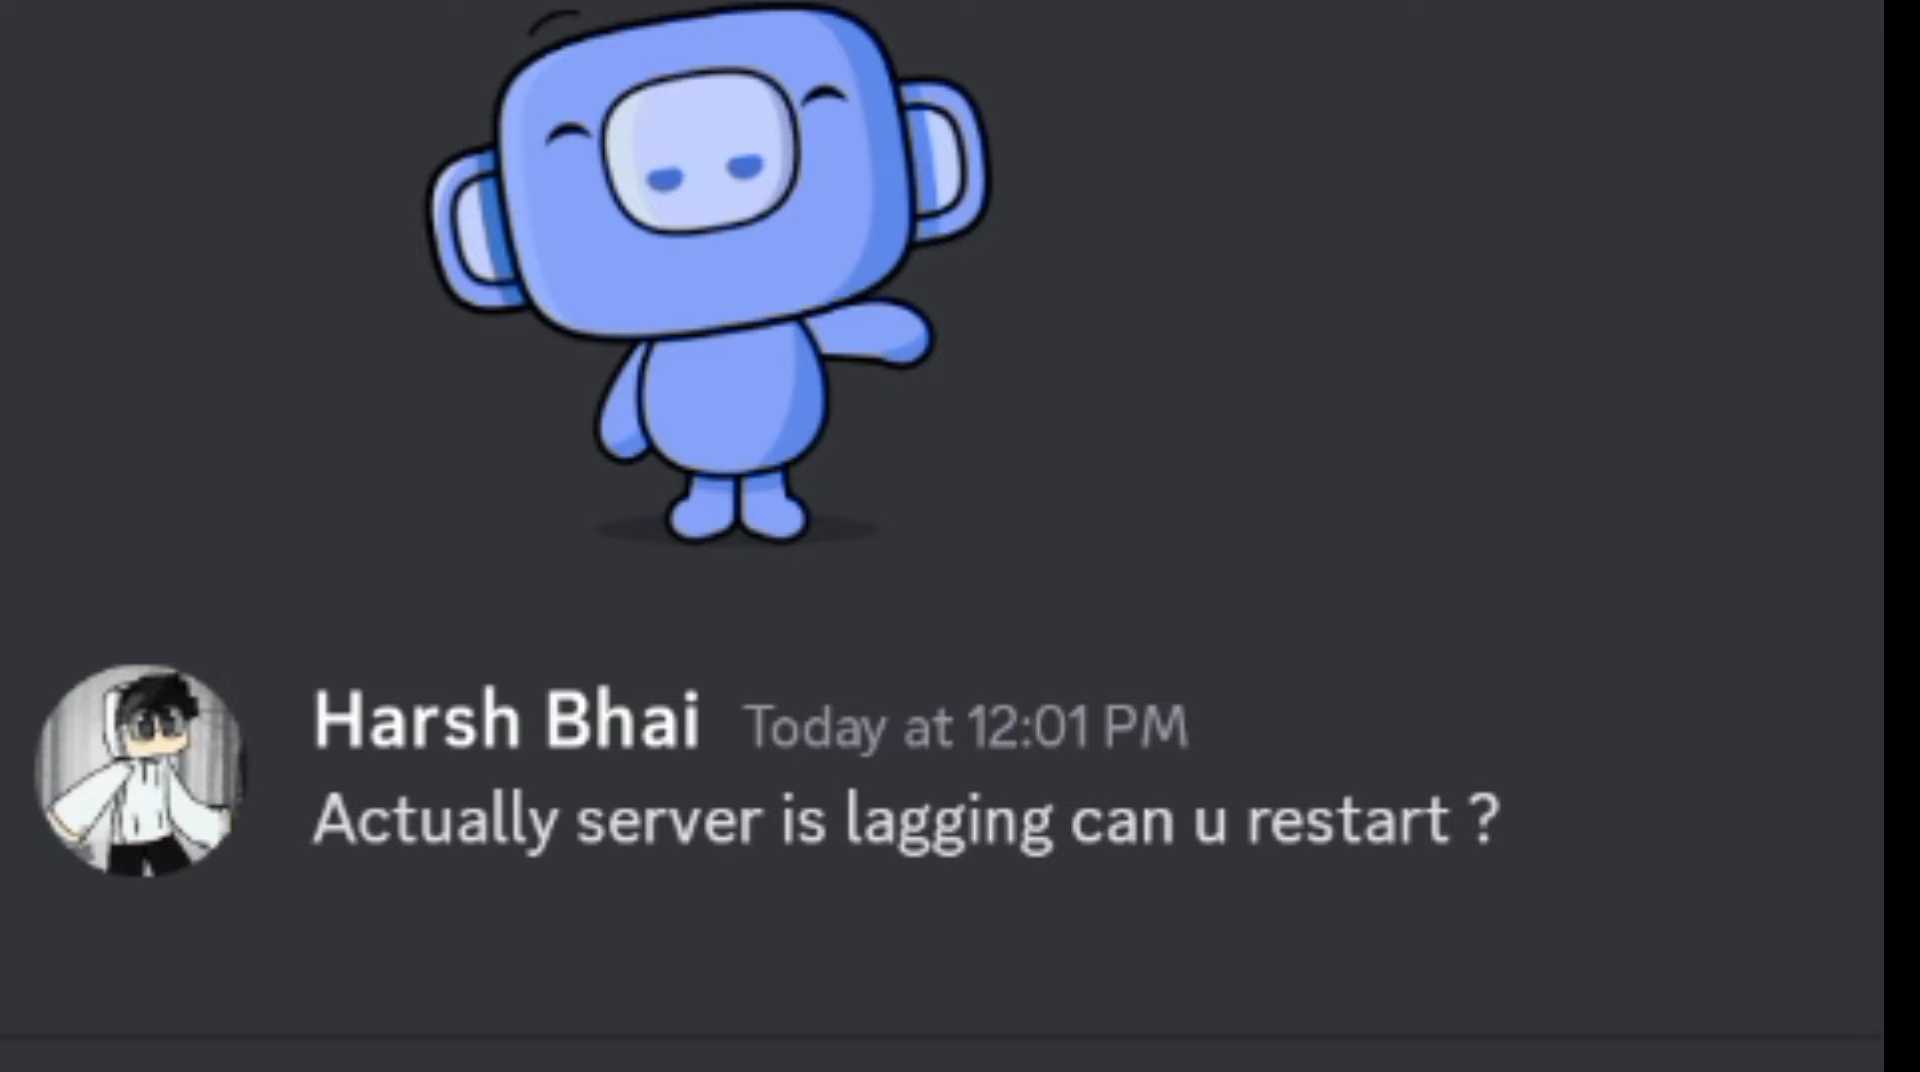 Harsh Bhai Today at 12:01 PM
Actually server is lagging can u restart ?